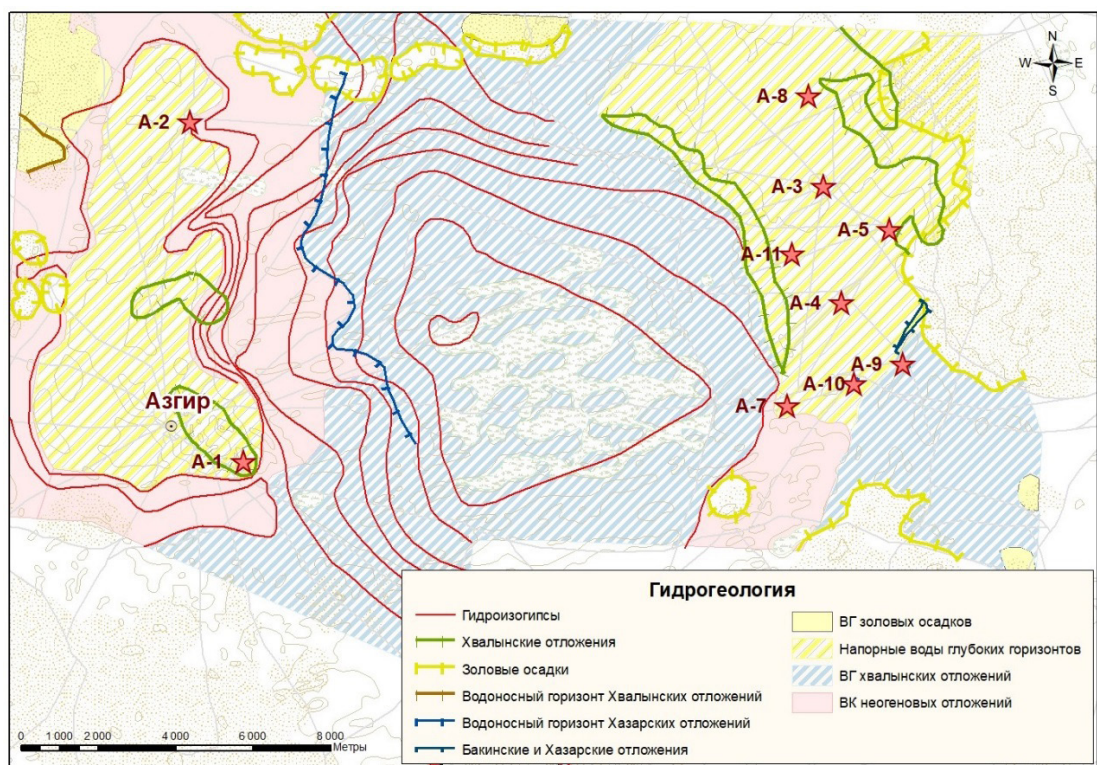 N
W E
S
А-8
А-2
А-3
А-5
А-11
А-4
А-9
А-10
А-7
Азгир
А-1
Гидрогеология
Гидроизогипсы
Хвалынские отложения
Золовые осадки
Водоносный горизонт Хвалынских отложений
Водоносный горизонт Хазарских отложений
Бакинские и Хазарские отложения
ВГ золовых осадков
Напорные воды глубоких горизонтов
ВГ хвалынских отложений
ВК неогеновых отложений
0 1 000 2 000 4 000 6 000 8 000
Метры